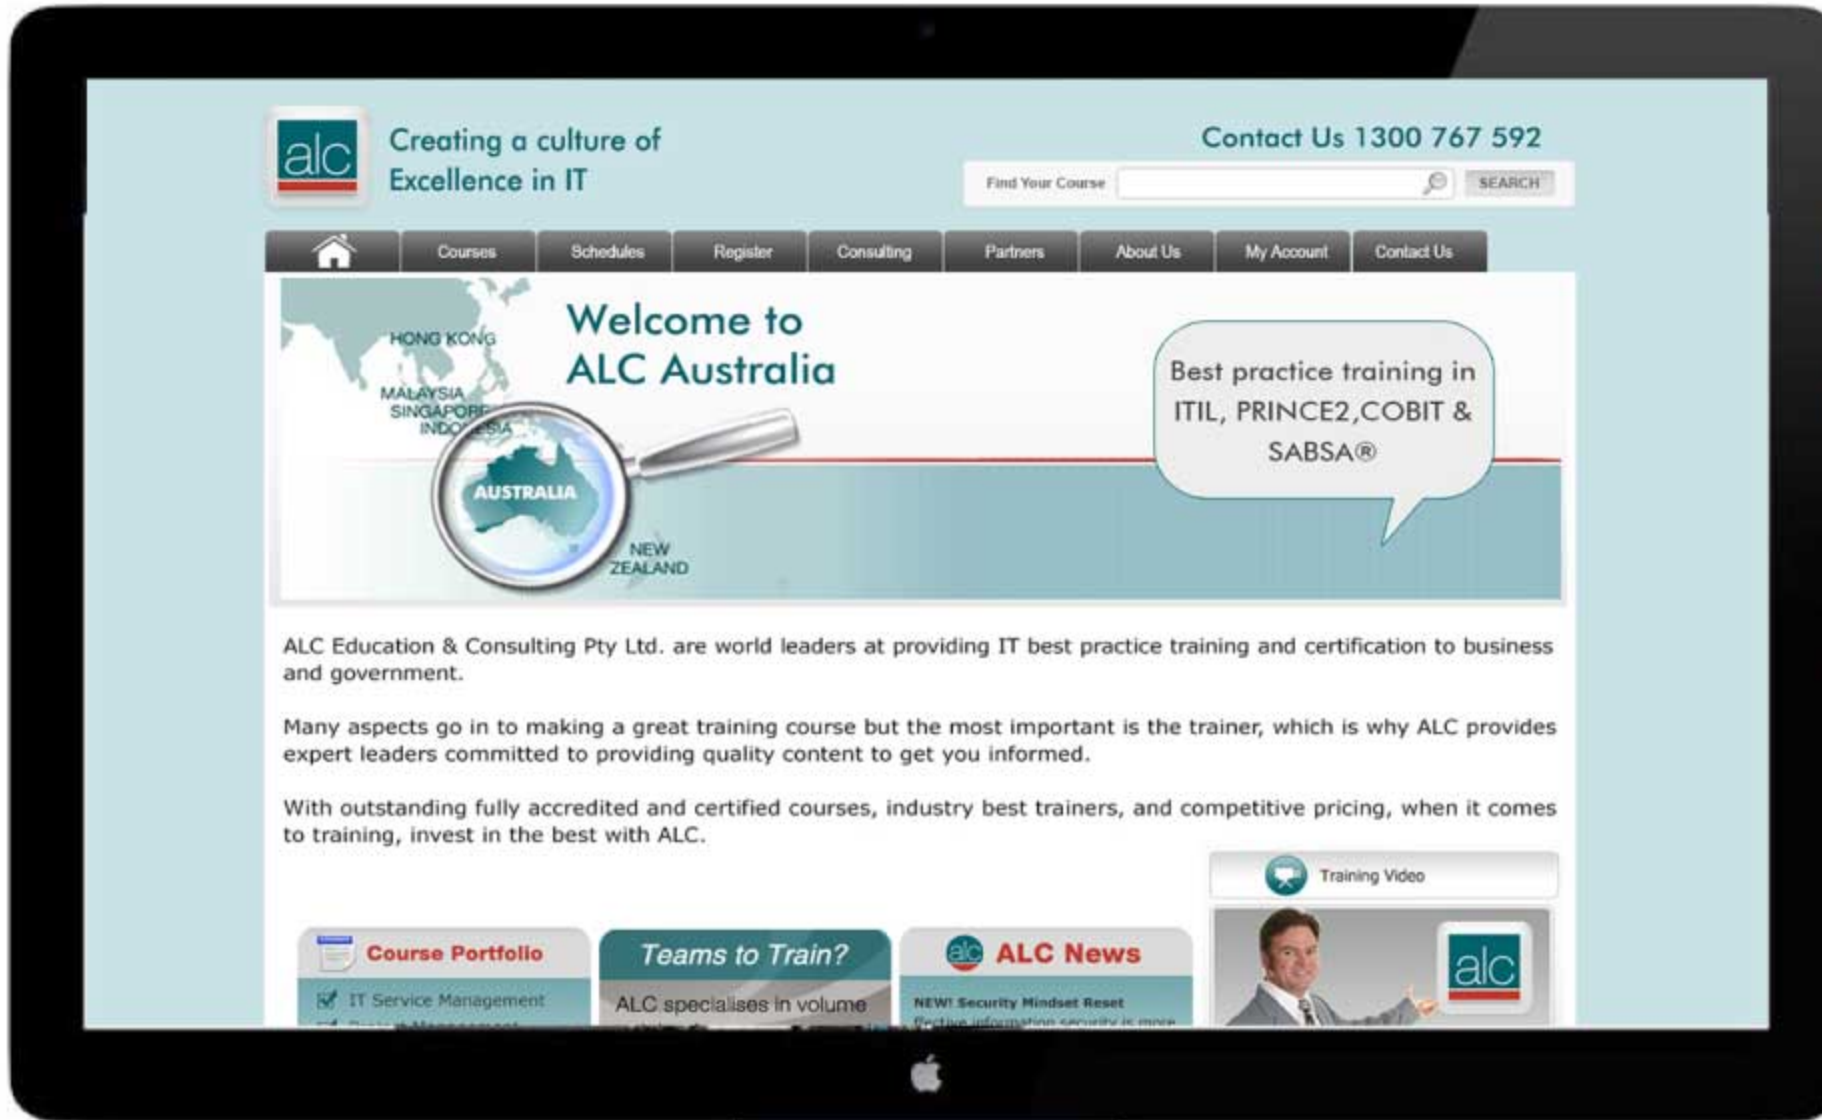 alc
Creating a culture of
Excellence in IT
Contact Us 1300 767 592
Find Your Course
SEARCH
Courses
Schedules
Register
Consulting
Partners
About Us
My Account
Contact Us
HONG KONG
MALAYSIA
SINGAPORE
INDONESIA
AUSTRALIA
NEW
ZEALAND
Welcome to
ALC Australia
Best practice training in
ITIL, PRINCE2,COBIT &
SABSA®
ALC Education & Consulting Pty Ltd. are world leaders at providing IT best practice training and certification to business
and government.
Many aspects go in to making a great training course but the most important is the trainer, which is why ALC provides
expert leaders committed to providing quality content to get you informed.
With outstanding fully accredited and certified courses, industry best trainers, and competitive pricing, when it comes
to training, invest in the best with ALC.
Training Video
Course Portfolio
IT Service Management
Teams to Train?
ALC specialises in volume
alc
ALC News
NEW! Security Mindset Reset
information security is more
alc